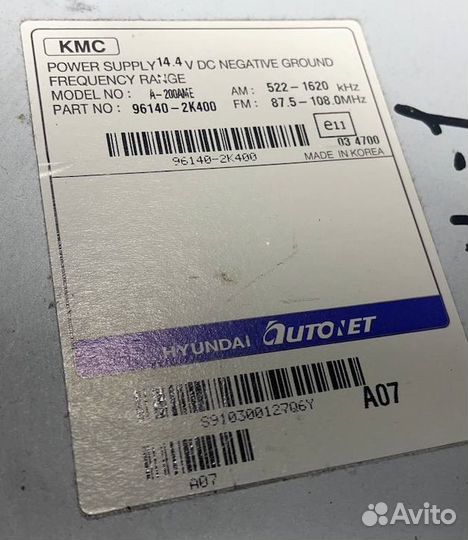 KMC
POWER SUPPLY 14.4 V DC NEGATIVE GROUND
FREQUENCY RANGE
MODEL NO : A-200AME AM : 522-1620 kHz
PART NO : 96140-2K400 FM : 87.5-108.0MHz
e11
03 4700
96140-2K400 MADE IN KOREA
HYUNDAI AUTONET
S910300127Q6Y A07
A07
Avito